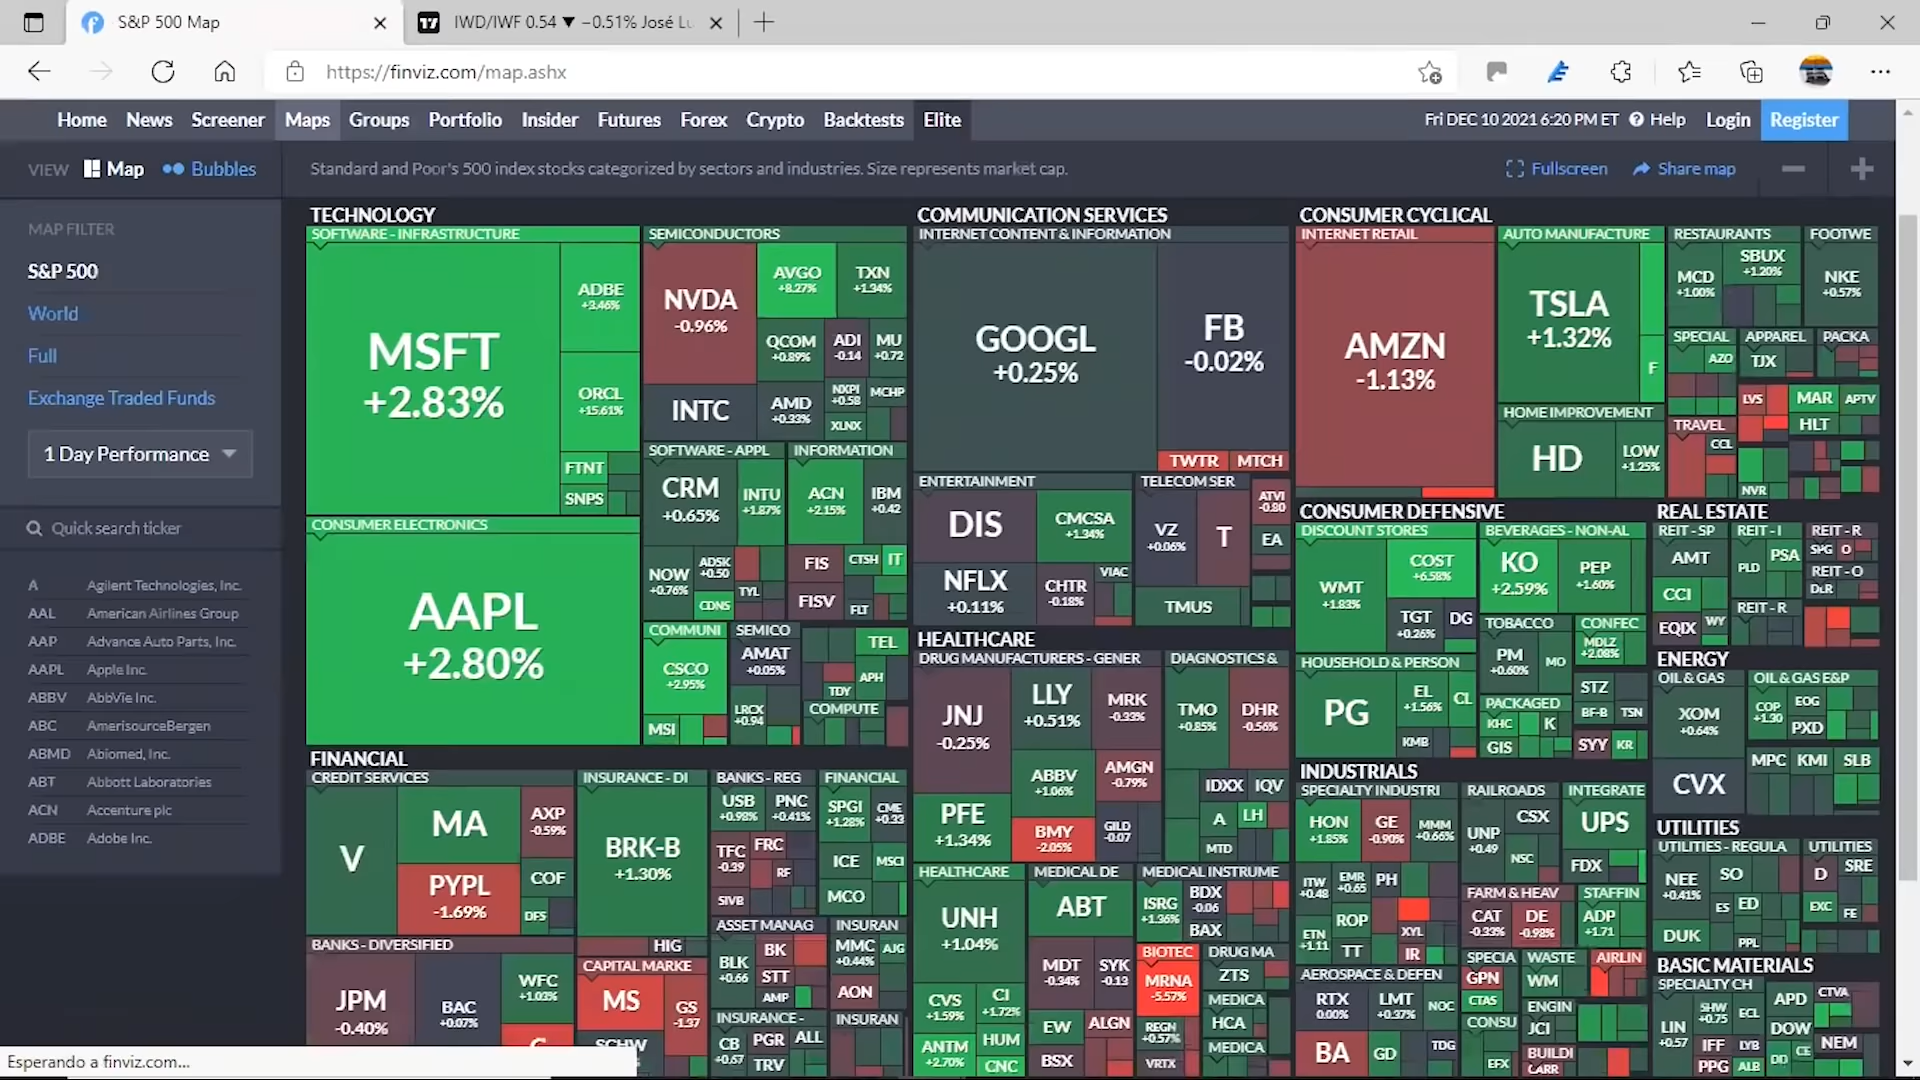 S&P 500 Map
IWD/IWF 0.54 ▼ −0.51% José Lu
https://finviz.com/map.ashx
Home News Screener Maps Groups Portfolio Insider Futures Forex Crypto Backtests Elite
Fri DEC 10 2021 6:20 PM ET Help Login Register
VIEW Map Bubbles
Standard and Poor's 500 index stocks categorized by sectors and industries. Size represents market cap.
Fullscreen Share map
MAP FILTER
S&P 500
World
Full
Exchange Traded Funds
1 Day Performance
Quick search ticker
A Agilent Technologies, Inc.
AAL American Airlines Group
AAP Advance Auto Parts, Inc.
AAPL Apple Inc.
ABBV AbbVie Inc.
ABC AmerisourceBergen
ABMD Abiomed, Inc.
ABT Abbott Laboratories
ACN Accenture plc
ADBE Adobe Inc.
TECHNOLOGY
SOFTWARE - INFRASTRUCTURE
MSFT
+2.83%
ADBE
+3.46%
ORCL
+15.61%
FTNT
SNPS
CONSUMER ELECTRONICS
AAPL
+2.80%
SEMICONDUCTORS
NVDA
-0.96%
AVGO
+8.27%
TXN
+1.34%
QCOM
+0.89%
ADI
-0.14
MU
+0.72
INTC
AMD
+0.33%
NXPI
+0.58
MCHP
XLNX
SOFTWARE - APPL
CRM
+0.65%
INTU
+1.87%
NOW
+0.76%
ADSK
+0.50
CDNS
TYL
INFORMATION
ACN
+2.15%
IBM
+0.42
FIS
CTSH
IT
FISV
FLT
COMMUNI
CSCO
+2.95%
MSI
SEMICO
AMAT
+0.05%
LRCX
+0.94
TEL
APH
TDY
COMPUTE
COMMUNICATION SERVICES
INTERNET CONTENT & INFORMATION
GOOGL
+0.25%
FB
-0.02%
TWTR
MTCH
ENTERTAINMENT
DIS
CMCSA
+1.34%
NFLX
+0.11%
CHTR
-0.18%
VIAC
TELECOM SER
VZ
+0.06%
T
TMUS
ATVI
-0.80
EA
CONSUMER CYCLICAL
INTERNET RETAIL
AMZN
-1.13%
AUTO MANUFACTURE
TSLA
+1.32%
F
HOME IMPROVEMENT
HD
LOW
+1.25%
RESTAURANTS
MCD
+1.00%
SBUX
+1.20%
FOOTWE
NKE
+0.57%
SPECIAL
AZO
APPAREL
TJX
PACKA
LVS
MAR
APTV
HLT
TRAVEL
CCL
NVR
CONSUMER DEFENSIVE
DISCOUNT STORES
WMT
+1.83%
COST
+6.58%
TGT
+0.26%
DG
BEVERAGES - NON-AL
KO
+2.59%
PEP
+1.60%
TOBACCO
PM
+0.60%
MO
CONFEC
MDLZ
+2.08%
HOUSEHOLD & PERSON
PG
EL
+1.56%
CL
KMB
PACKAGED
KHC
K
GIS
STZ
BF-B
TSN
SYY
KR
REAL ESTATE
REIT - SP
AMT
CCI
EQIX
WY
REIT - I
PLD
PSA
REIT - R
REIT - R
SPG
O
REIT - O
DLR
ENERGY
OIL & GAS
XOM
+0.64%
CVX
OIL & GAS E&P
COP
+1.30
EOG
PXD
MPC
KMI
SLB
HEALTHCARE
DRUG MANUFACTURERS - GENER
JNJ
-0.25%
LLY
+0.51%
MRK
-0.33%
ABBV
+1.06%
AMGN
-0.79%
PFE
+1.34%
BMY
-2.05%
GILD
-0.07
DIAGNOSTICS &
TMO
+0.85%
DHR
-0.56%
IDXX
IQV
A
LH
MTD
HEALTHCARE
UNH
+1.04%
CVS
+1.59%
CI
+1.72%
ANTM
+2.70%
HUM
CNC
MEDICAL DE
ABT
MDT
-0.34%
SYK
-0.13
EW
ALGN
BSX
MEDICAL INSTRUME
ISRG
+1.36%
BDX
-0.06
BAX
BIOTEC
MRNA
-5.57%
REGN
+0.57%
VRTX
DRUG MA
ZTS
MEDICA
HCA
MEDICA
FINANCIAL
CREDIT SERVICES
V
MA
AXP
-0.59%
PYPL
-1.69%
COF
DFS
INSURANCE - DI
BRK-B
+1.30%
BANKS - REG
USB
+0.98%
PNC
+0.41%
TFC
-0.39
FRC
RF
SIVB
FINANCIAL
SPGI
+1.28%
CME
+0.33
ICE
MSCI
MCO
BANKS - DIVERSIFIED
JPM
-0.40%
BAC
+0.07%
WFC
+1.03%
C
HIG
CAPITAL MARKE
MS
GS
-1.37
SCHW
ASSET MANAG
BLK
+0.66
BK
STT
AMP
INSURAN
MMC
+0.44%
AJG
AON
INSURANCE -
CB
+0.67
PGR
ALL
TRV
INSURAN
INDUSTRIALS
SPECIALTY INDUSTRI
HON
+1.85%
GE
-0.90%
MMM
+0.66%
ITW
+0.48
EMR
+0.65
PH
ETN
+1.11
ROP
TT
XYL
IR
RAILROADS
UNP
+0.49
CSX
NSC
INTEGRATE
UPS
FDX
FARM & HEAV
CAT
-0.33%
DE
-0.98%
STAFFIN
ADP
+1.71
AEROSPACE & DEFEN
RTX
0.00%
LMT
+0.37%
NOC
BA
GD
TDG
SPECIA
GPN
CTAS
CONSU
EFX
WASTE
WM
AIRLIN
ENGIN
JCI
BUILDI
CARR
UTILITIES
UTILITIES - REGULA
NEE
+0.41%
SO
ES
ED
DUK
PPL
UTILITIES
D
SRE
EXC
FE
BASIC MATERIALS
SPECIALTY CH
LIN
+0.57
SHW
+0.75
ECL
APD
CTVA
DOW
IFF
LYB
PPG
ALB
DD
CE
NEM
Esperando a finviz.com...